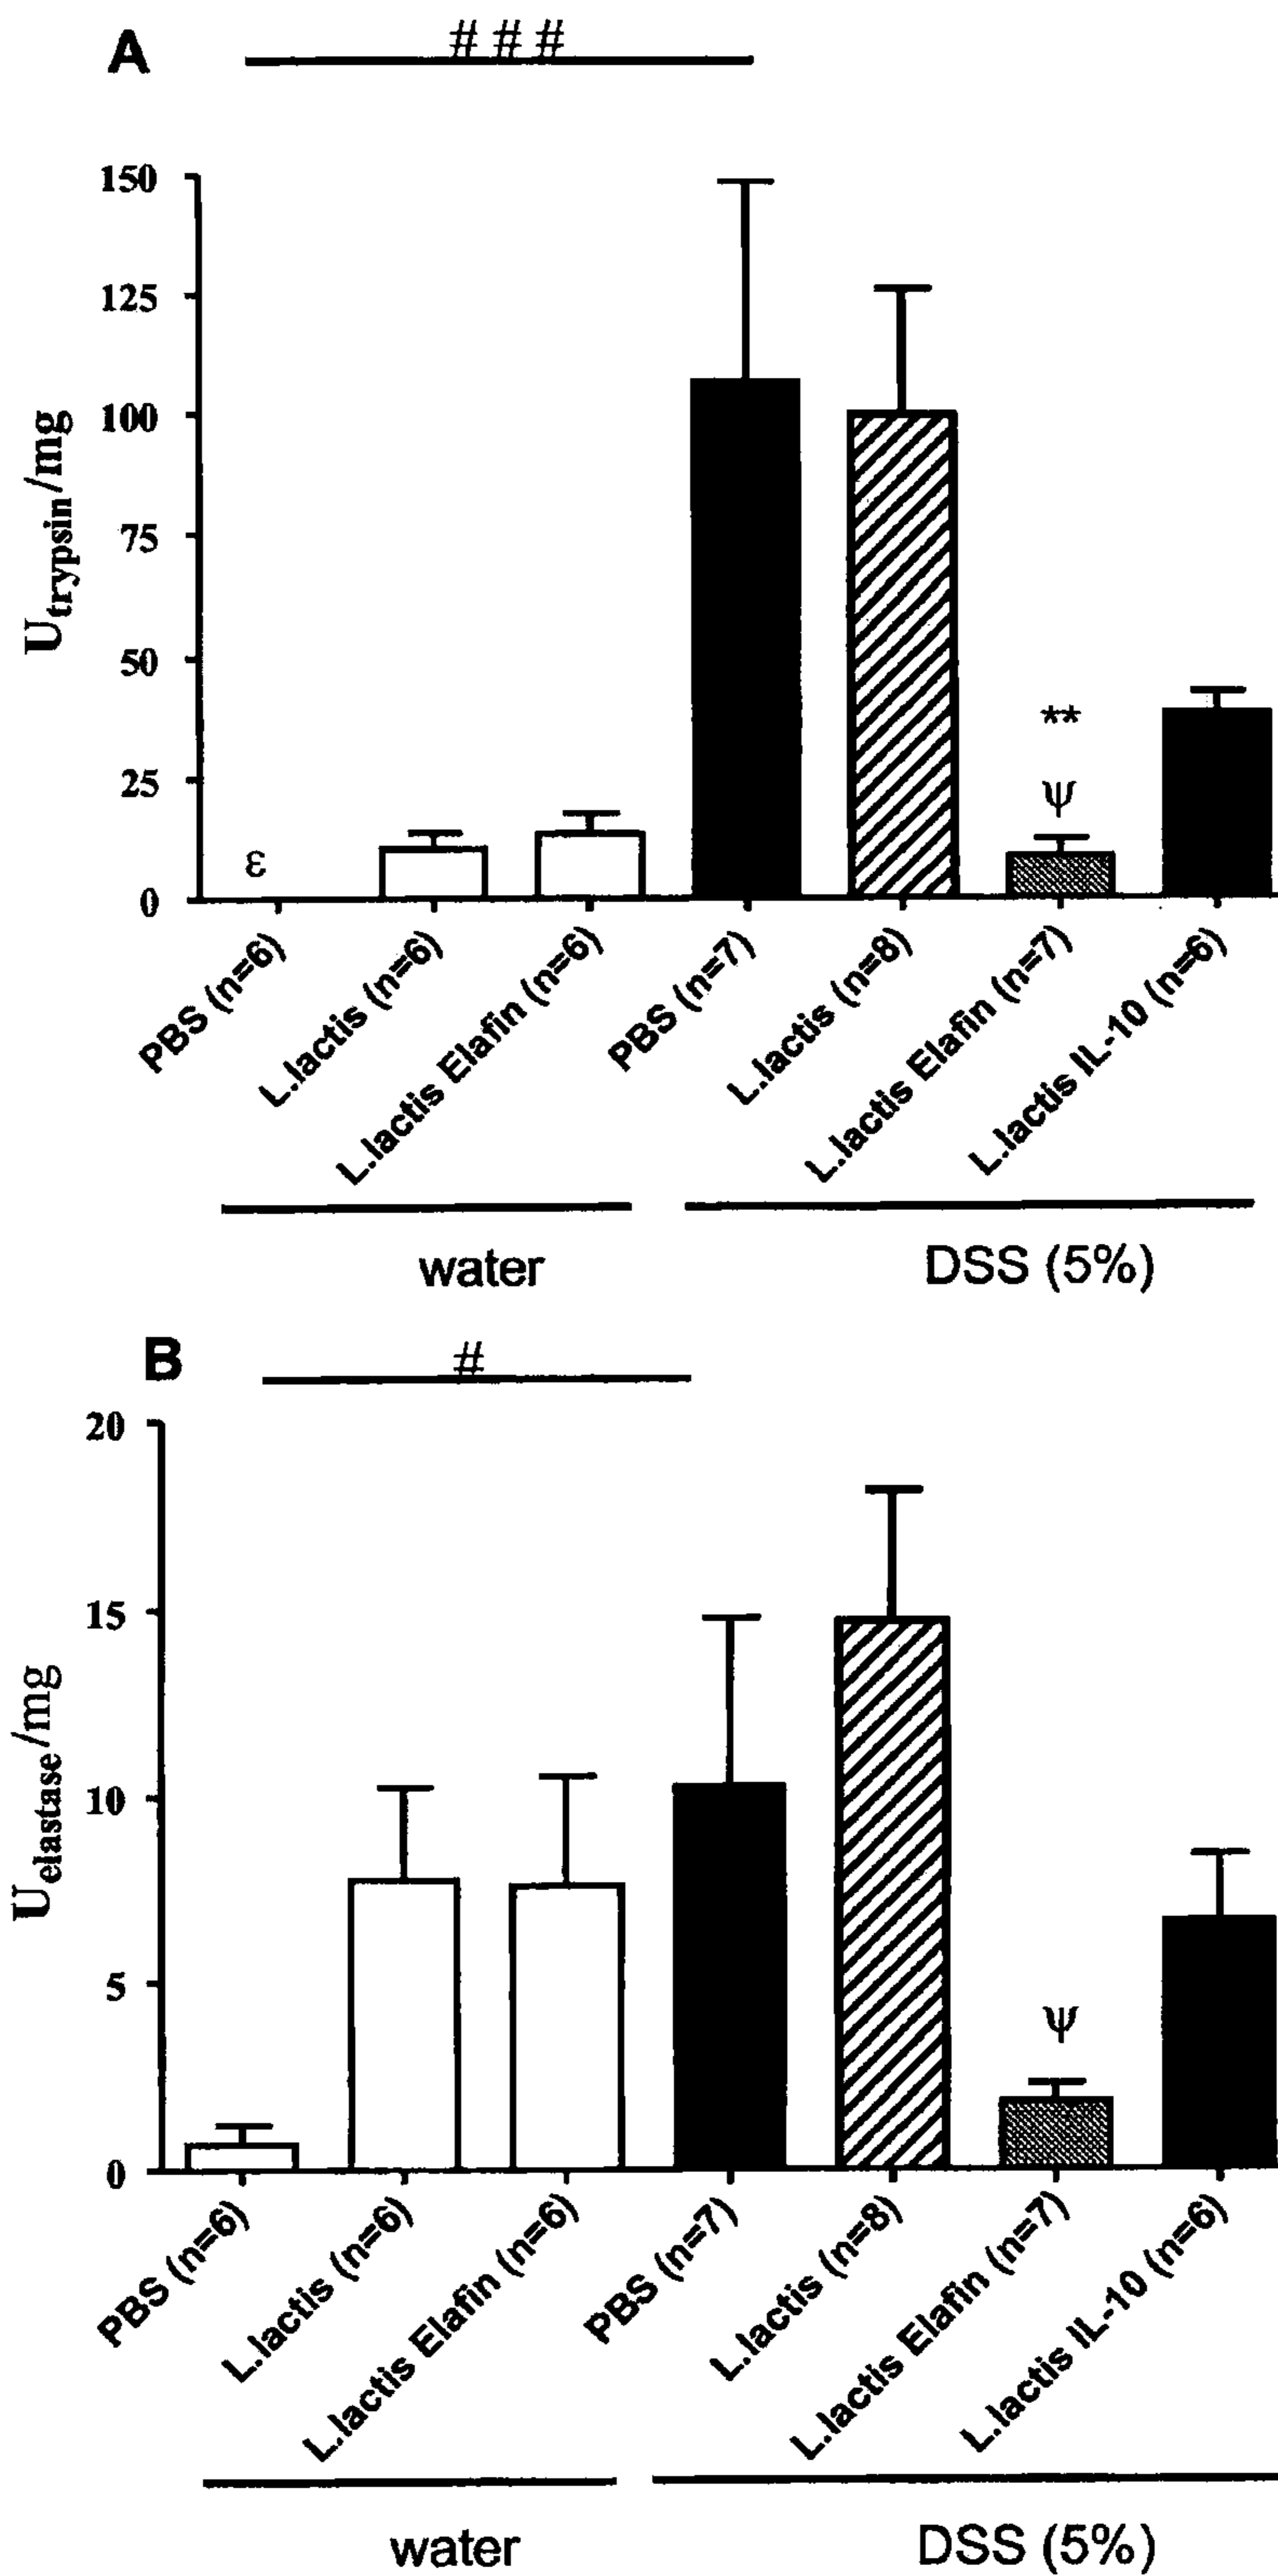 A
# # #
150
125
100
75
50
25
0
Utrypsin/mg
ε
**
ψ
PBS (n=6)
L.lactis (n=6)
L.lactis Elafin (n=6)
PBS (n=7)
L.lactis (n=8)
L.lactis Elafin (n=7)
L.lactis IL-10 (n=6)
water
DSS (5%)
B
#
20
15
10
5
0
Uelastase/mg
ψ
PBS (n=6)
L.lactis (n=6)
L.lactis Elafin (n=6)
PBS (n=7)
L.lactis (n=8)
L.lactis Elafin (n=7)
L.lactis IL-10 (n=6)
water
DSS (5%)